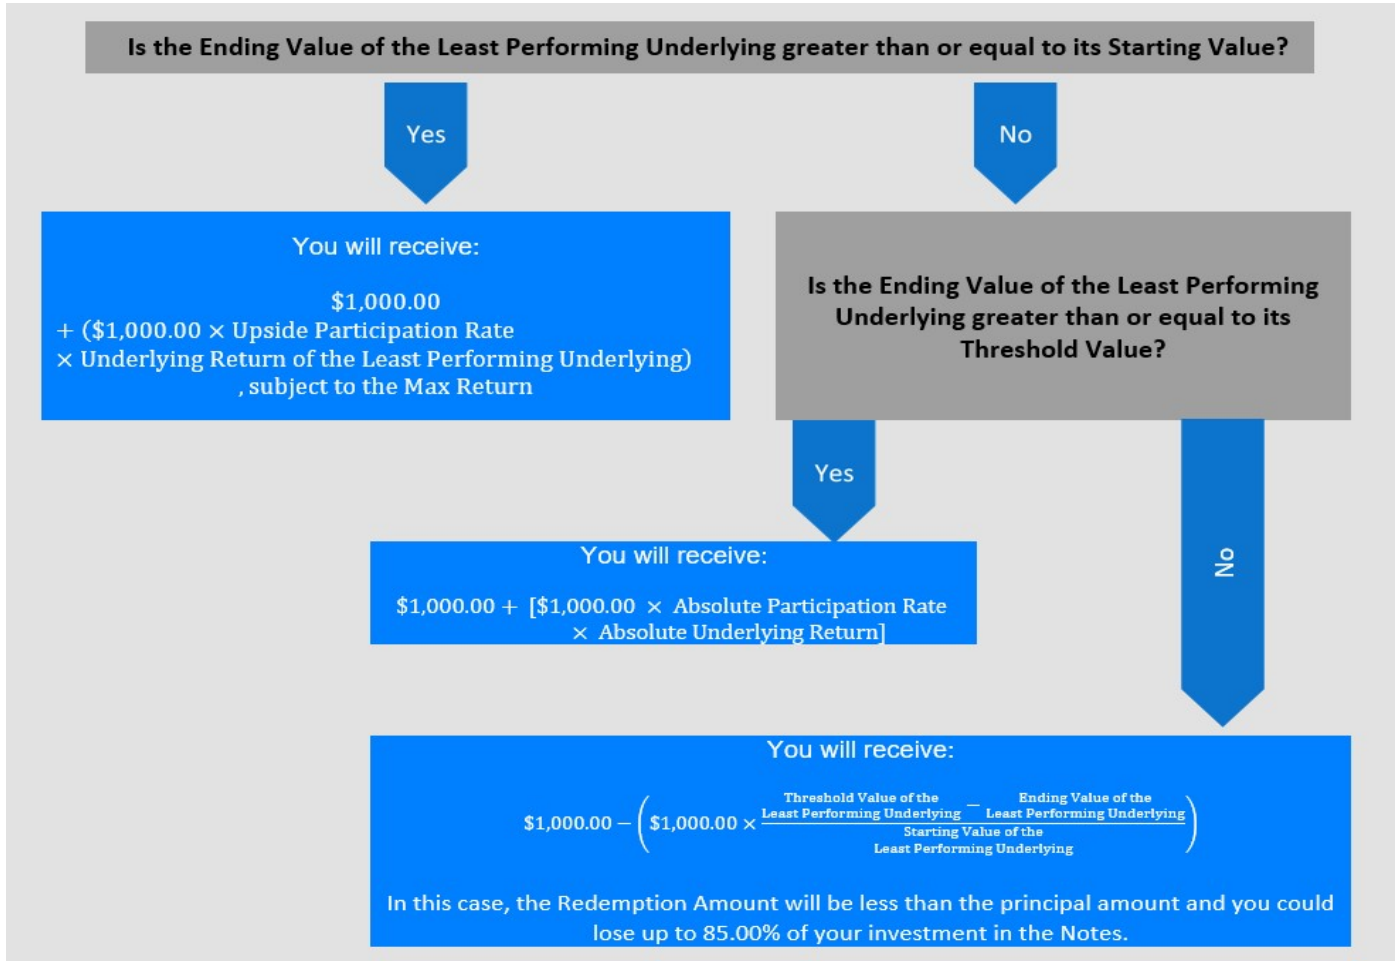 Is the Ending Value of the Least Performing Underlying greater than or equal to its Starting Value?
Yes
No
You will receive:
$1,000.00
+ ($1,000.00 × Upside Participation Rate
× Underlying Return of the Least Performing Underlying)
, subject to the Max Return
Is the Ending Value of the Least Performing
Underlying greater than or equal to its
Threshold Value?
Yes
No
You will receive:
$1,000.00 + [$1,000.00 × Absolute Participation Rate
× Absolute Underlying Return]
You will receive:
$1,000.00 − ($1,000.00 × 
Threshold Value of the
Least Performing Underlying
−
Ending Value of the
Least Performing Underlying
Starting Value of the
Least Performing Underlying
)
In this case, the Redemption Amount will be less than the principal amount and you could
lose up to 85.00% of your investment in the Notes.